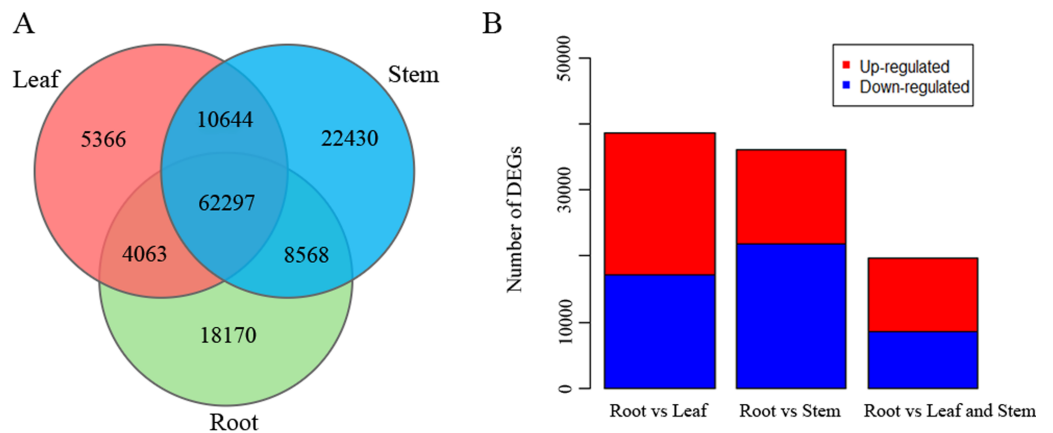 A
Leaf
Stem
5366
10644
22430
62297
4063
8568
18170
Root
B
Number of DEGs
50000
30000
10000
0
Up-regulated
Down-regulated
Root vs Leaf
Root vs Stem
Root vs Leaf and Stem